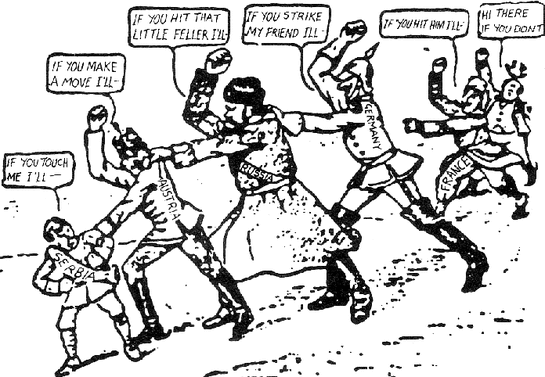 IF YOU TOUCH
ME I'LL —
SERBIA
IF YOU MAKE
A MOVE I'LL-
AUSTRIA
IF YOU HIT THAT
LITTLE FELLER I'LL-
RUSSIA
IF YOU STRIKE
MY FRIEND ILL-
GERMANY
IF YOU HIT HIM I'LL-
FRANCE
HI THERE
IF YOU DONT